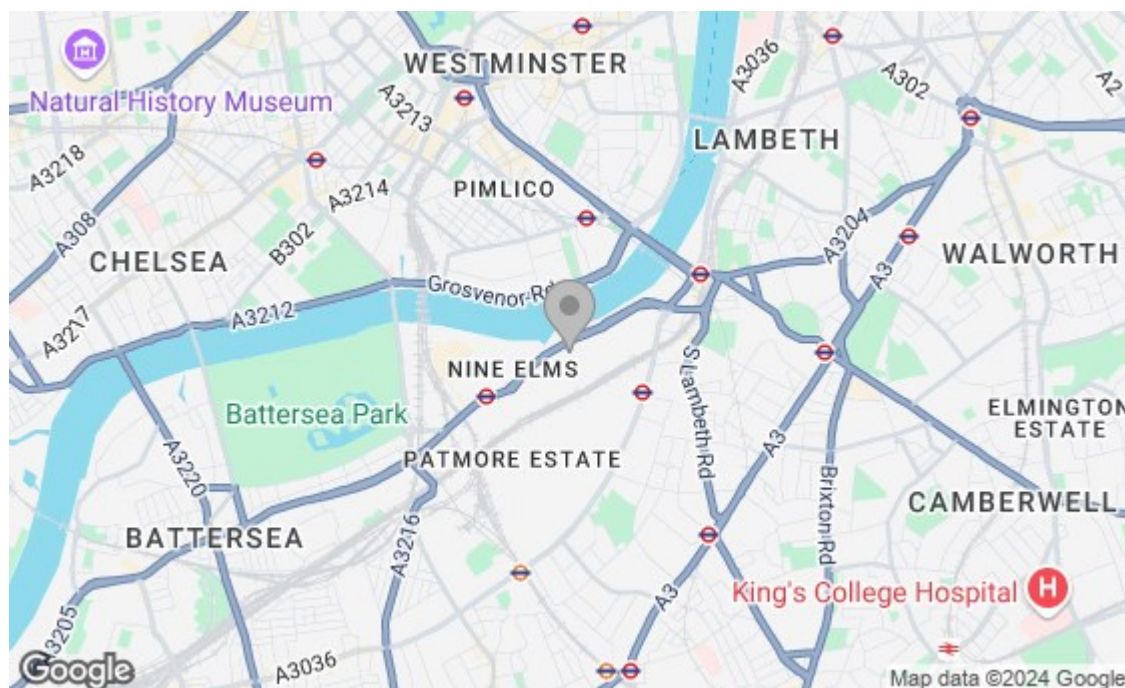 WESTMINSTER
A3036
A302
A2
Natural History Museum
A3213
LAMBETH
A3218
A3214
PIMLICO
A308
B302
A3204
CHELSEA
WALWORTH
Grosvenor Rd
A3
A3212
A3217
NINE ELMS
S Lambeth Rd
Battersea Park
ELMINGTON
ESTATE
A3
PATMORE ESTATE
A3220
Brixton Rd
CAMBERWELL
BATTERSEA
A3216
King's College Hospital
H
A3
A3205
A3036
Google
Map data ©2024 Google